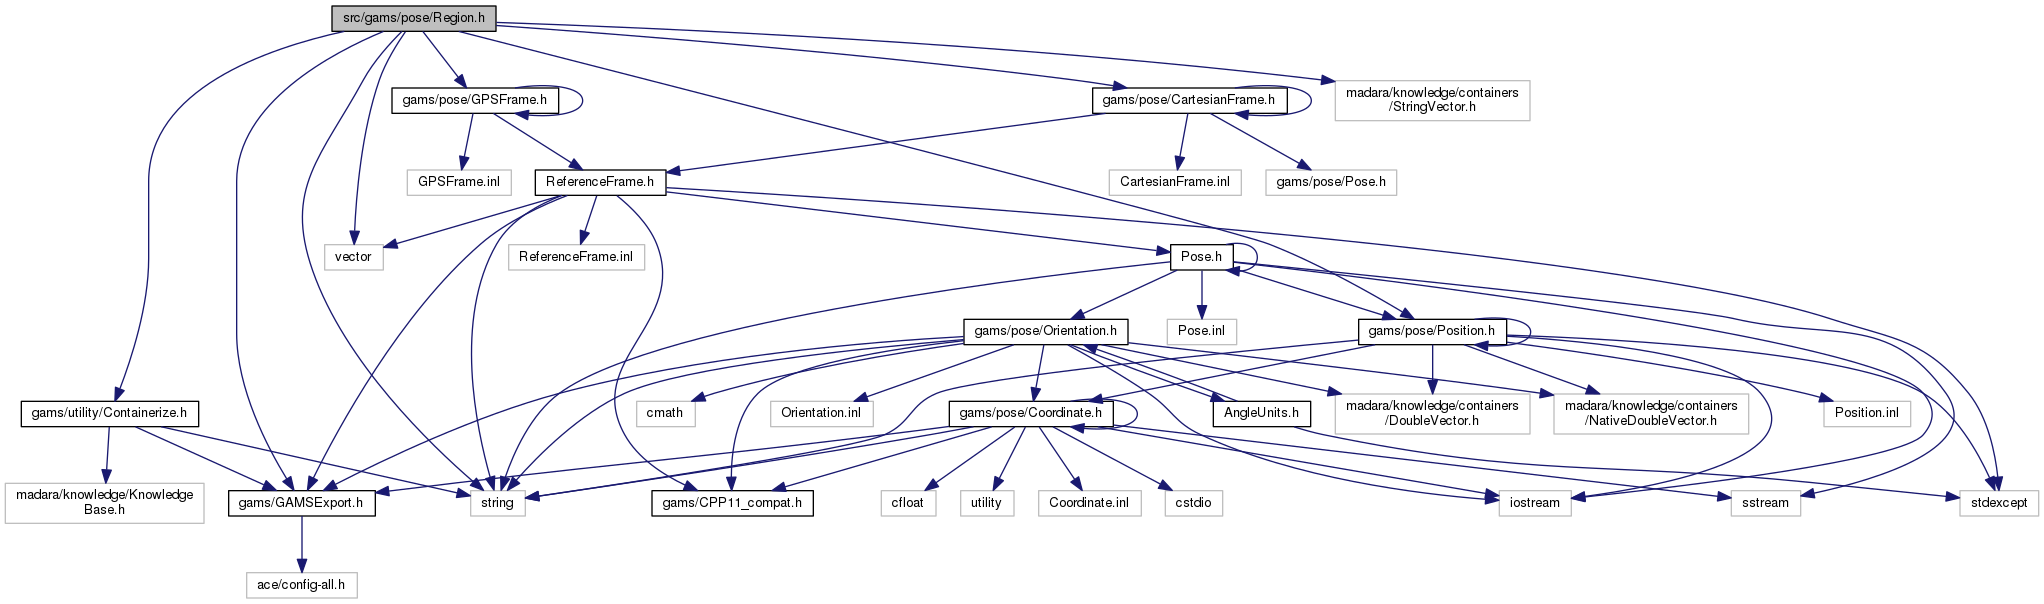 src/gams/pose/Region.h
gams/pose/GPSFrame.h
gams/pose/CartesianFrame.h
madara/knowledge/containers
/StringVector.h
GPSFrame.inl
ReferenceFrame.h
CartesianFrame.inl
gams/pose/Pose.h
vector
ReferenceFrame.inl
Pose.h
gams/pose/Orientation.h
Pose.inl
gams/pose/Position.h
gams/utility/Containerize.h
cmath
Orientation.inl
gams/pose/Coordinate.h
AngleUnits.h
madara/knowledge/containers
/DoubleVector.h
madara/knowledge/containers
/NativeDoubleVector.h
Position.inl
madara/knowledge/Knowledge
Base.h
gams/GAMSExport.h
string
gams/CPP11_compat.h
cfloat
utility
Coordinate.inl
cstdio
iostream
sstream
stdexcept
ace/config-all.h